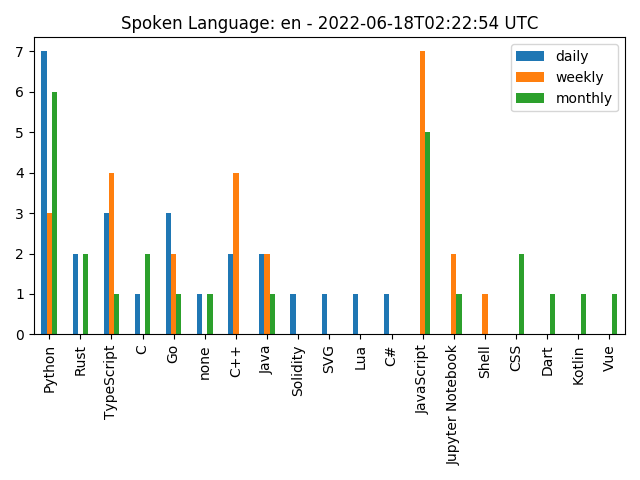 Spoken Language: en - 2022-06-18T02:22:54 UTC
daily
weekly
monthly
7
6
5
4
3
2
1
0
Python
Rust
TypeScript
C
Go
none
C++
Java
Solidity
SVG
Lua
C#
JavaScript
Jupyter Notebook
Shell
CSS
Dart
Kotlin
Vue